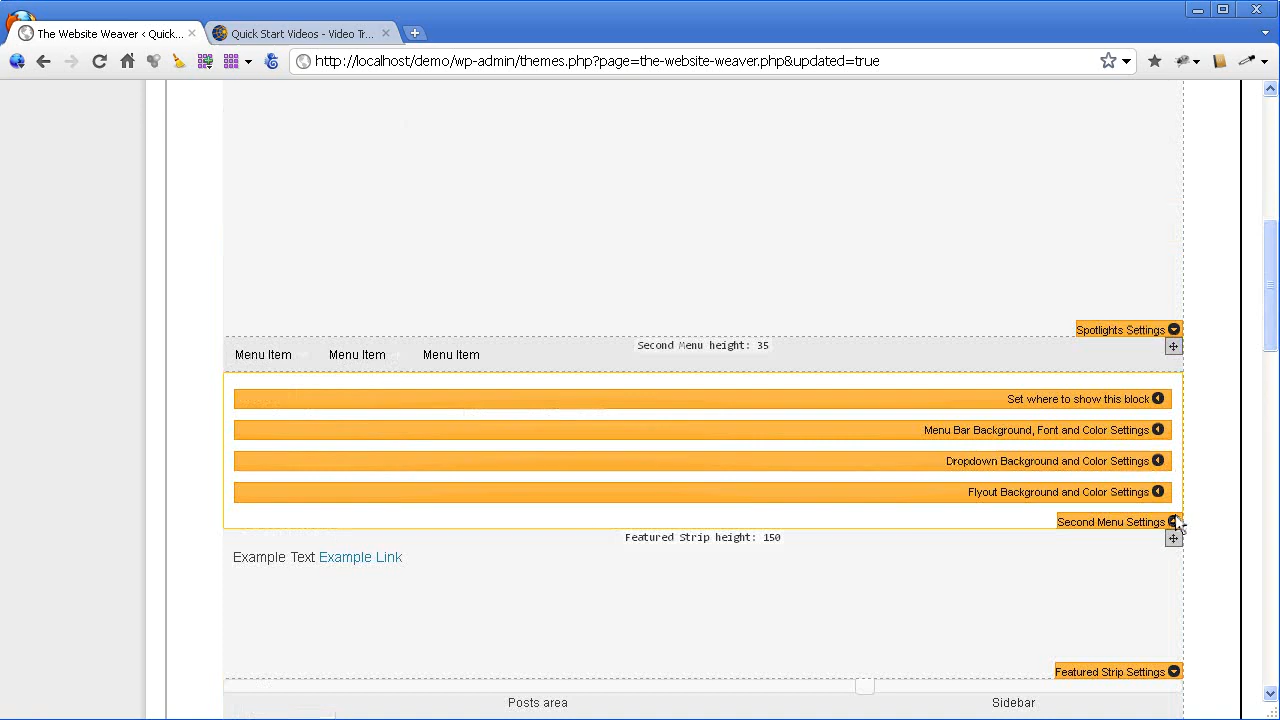 The Website Weaver ‹ Quick...
Quick Start Videos - Video Tr...
http://localhost/demo/wp-admin/themes.php?page=the-website-weaver.php&updated=true
Spotlights Settings
Second Menu height: 35
Menu Item Menu Item Menu Item
Set where to show this block
Menu Bar Background, Font and Color Settings
Dropdown Background and Color Settings
Flyout Background and Color Settings
Second Menu Settings
Featured Strip height: 150
Example Text Example Link
Featured Strip Settings
Posts area Sidebar